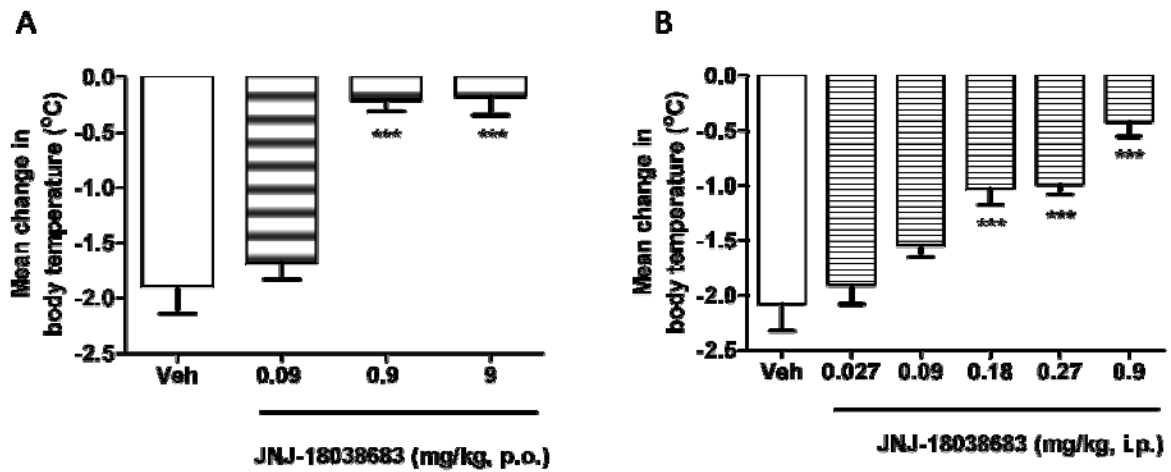 A
Mean change in
body temperature (°C)
0.0
-0.5
-1.0
-1.5
-2.0
-2.5
*** ***
Veh 0.09 0.9 9
JNJ-18038683 (mg/kg, p.o.)
B
Mean change in
body temperature (°C)
0.0
-0.5
-1.0
-1.5
-2.0
-2.5
***
*** ***
Veh 0.027 0.09 0.18 0.27 0.9
JNJ-18038683 (mg/kg, i.p.)